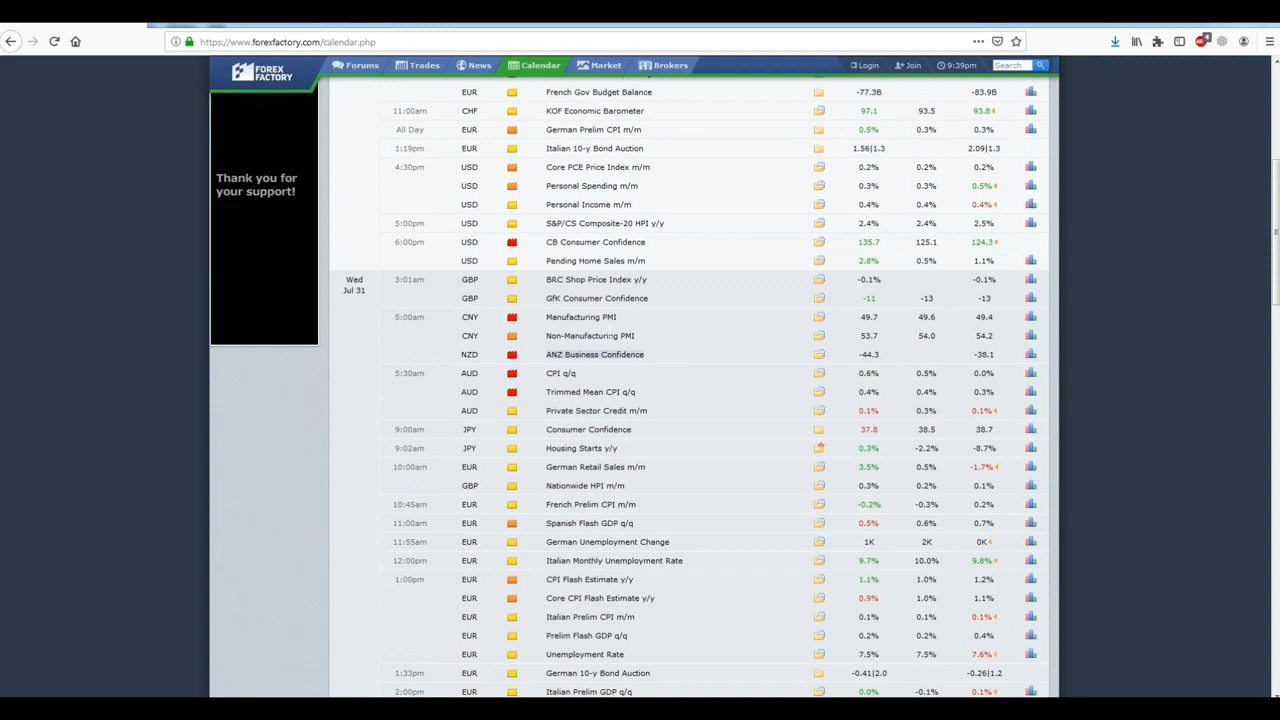 https://www.forexfactory.com/calendar.php
4
FOREX FACTORY Forums Trades News Calendar Market Brokers Login Join 9:39pm Search
Thank you for
your support!
EUR French Gov Budget Balance -77.3B -83.9B
11:00am CHF KOF Economic Barometer 97.1 93.5 93.8
All Day EUR German Prelim CPI m/m 0.5% 0.3% 0.3%
1:19pm EUR Italian 10-y Bond Auction 1.56|1.3 2.09|1.3
4:30pm USD Core PCE Price Index m/m 0.2% 0.2% 0.2%
USD Personal Spending m/m 0.3% 0.3% 0.5%
USD Personal Income m/m 0.4% 0.4% 0.4%
5:00pm USD S&P/CS Composite-20 HPI y/y 2.4% 2.4% 2.5%
6:00pm USD CB Consumer Confidence 135.7 125.1 124.3
USD Pending Home Sales m/m 2.8% 0.5% 1.1%
Wed Jul 31 3:01am GBP BRC Shop Price Index y/y -0.1% -0.1%
GBP GfK Consumer Confidence -11 -13 -13
5:00am CNY Manufacturing PMI 49.7 49.6 49.4
CNY Non-Manufacturing PMI 53.7 54.0 54.2
NZD ANZ Business Confidence -44.3 -38.1
5:30am AUD CPI q/q 0.6% 0.5% 0.0%
AUD Trimmed Mean CPI q/q 0.4% 0.4% 0.3%
AUD Private Sector Credit m/m 0.1% 0.3% 0.1%
9:00am JPY Consumer Confidence 37.8 38.5 38.7
9:02am JPY Housing Starts y/y 0.3% -2.2% -8.7%
10:00am EUR German Retail Sales m/m 3.5% 0.5% -1.7%
GBP Nationwide HPI m/m 0.3% 0.2% 0.1%
10:45am EUR French Prelim CPI m/m -0.2% -0.3% 0.2%
11:00am EUR Spanish Flash GDP q/q 0.5% 0.6% 0.7%
11:55am EUR German Unemployment Change 1K 2K 0K
12:00pm EUR Italian Monthly Unemployment Rate 9.7% 10.0% 9.8%
1:00pm EUR CPI Flash Estimate y/y 1.1% 1.0% 1.2%
EUR Core CPI Flash Estimate y/y 0.9% 1.0% 1.1%
EUR Italian Prelim CPI m/m 0.1% 0.1% 0.1%
EUR Prelim Flash GDP q/q 0.2% 0.2% 0.4%
EUR Unemployment Rate 7.5% 7.5% 7.6%
1:33pm EUR German 10-y Bond Auction -0.41|2.0 -0.26|1.2
2:00pm EUR Italian Prelim GDP q/q 0.0% -0.1% 0.1%